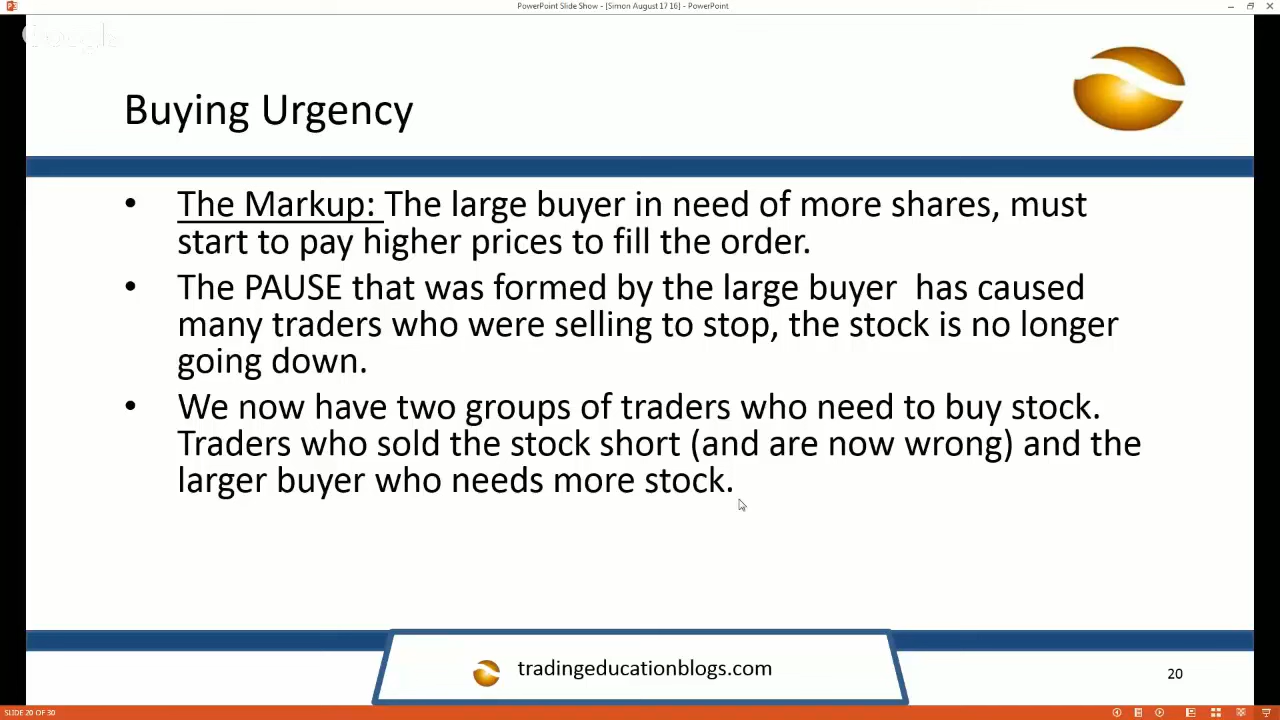 PowerPoint Slide Show - [Simon August 17 16] - PowerPoint
Buying Urgency
• The Markup: The large buyer in need of more shares, must
start to pay higher prices to fill the order.
• The PAUSE that was formed by the large buyer  has caused
many traders who were selling to stop, the stock is no longer
going down.
• We now have two groups of traders who need to buy stock.
Traders who sold the stock short (and are now wrong) and the
larger buyer who needs more stock.
tradingeducationblogs.com
20
SLIDE 20 OF 30